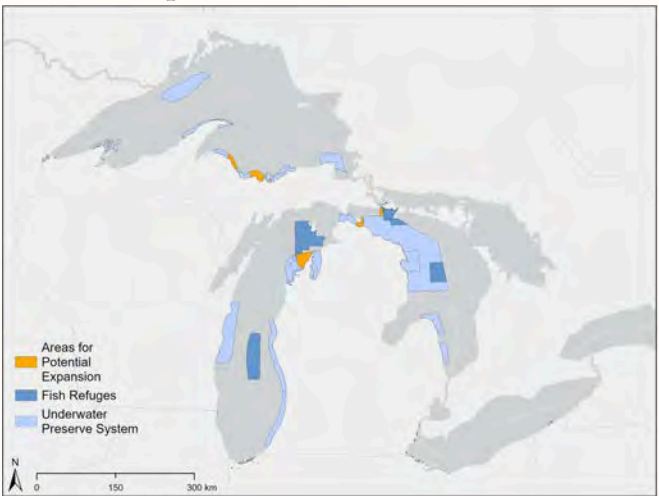 Areas for
Potential
Expansion
Fish Refuges
Underwater
Preserve System
N
0 150 300 km